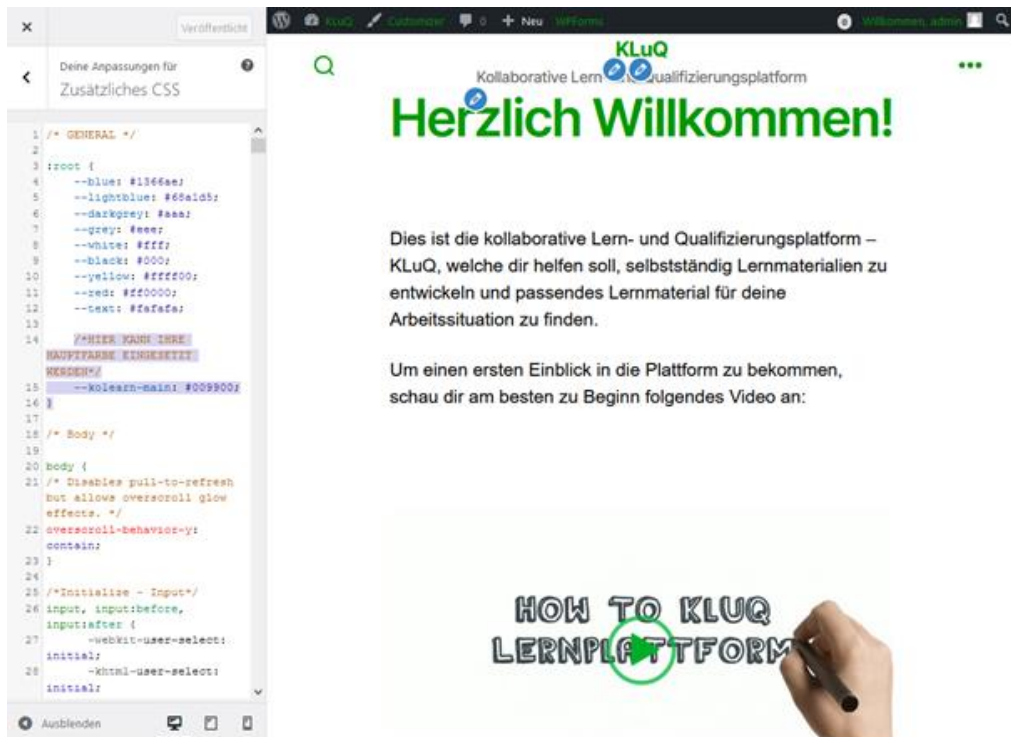 Veröffentlicht
KLuQ
Customizer
0
+ Neu
WPForms
0
Willkommen, admin
Deine Anpassungen für
Zusätzliches CSS
1 /* GENERAL */
2
3 :root {
4 --blue: #1366ae;
5 --lightblue: #68a1d5;
6 --darkgrey: #aaa;
7 --grey: #eee;
8 --white: #fff;
9 --black: #000;
10 --yellow: #ffff00;
11 --red: #ff0000;
12 --text: #fafafa;
13
14 /*HIER KANN IHRE
HAUPTFARBE EINGESETZT
WERDEN*/
15 --kolearn-main: #009900;
16 }
17
18 /* Body */
19
20 body {
21 /* Disables pull-to-refresh
but allows overscroll glow
effects. */
22 overscroll-behavior-y:
contain;
23 }
24
25 /*Initialize - Input*/
26 input, input:before,
input:after {
27 -webkit-user-select:
initial;
28 -khtml-user-select:
initial;
Ausblenden
KLuQ
Kollaborative Lern- und Qualifizierungsplatform
Herzlich Willkommen!
Dies ist die kollaborative Lern- und Qualifizierungsplatform –
KLuQ, welche dir helfen soll, selbstständig Lernmaterialien zu
entwickeln und passendes Lernmaterial für deine
Arbeitssituation zu finden.
Um einen ersten Einblick in die Plattform zu bekommen,
schau dir am besten zu Beginn folgendes Video an:
HOW TO KLUQ
LERNPLATTFORM